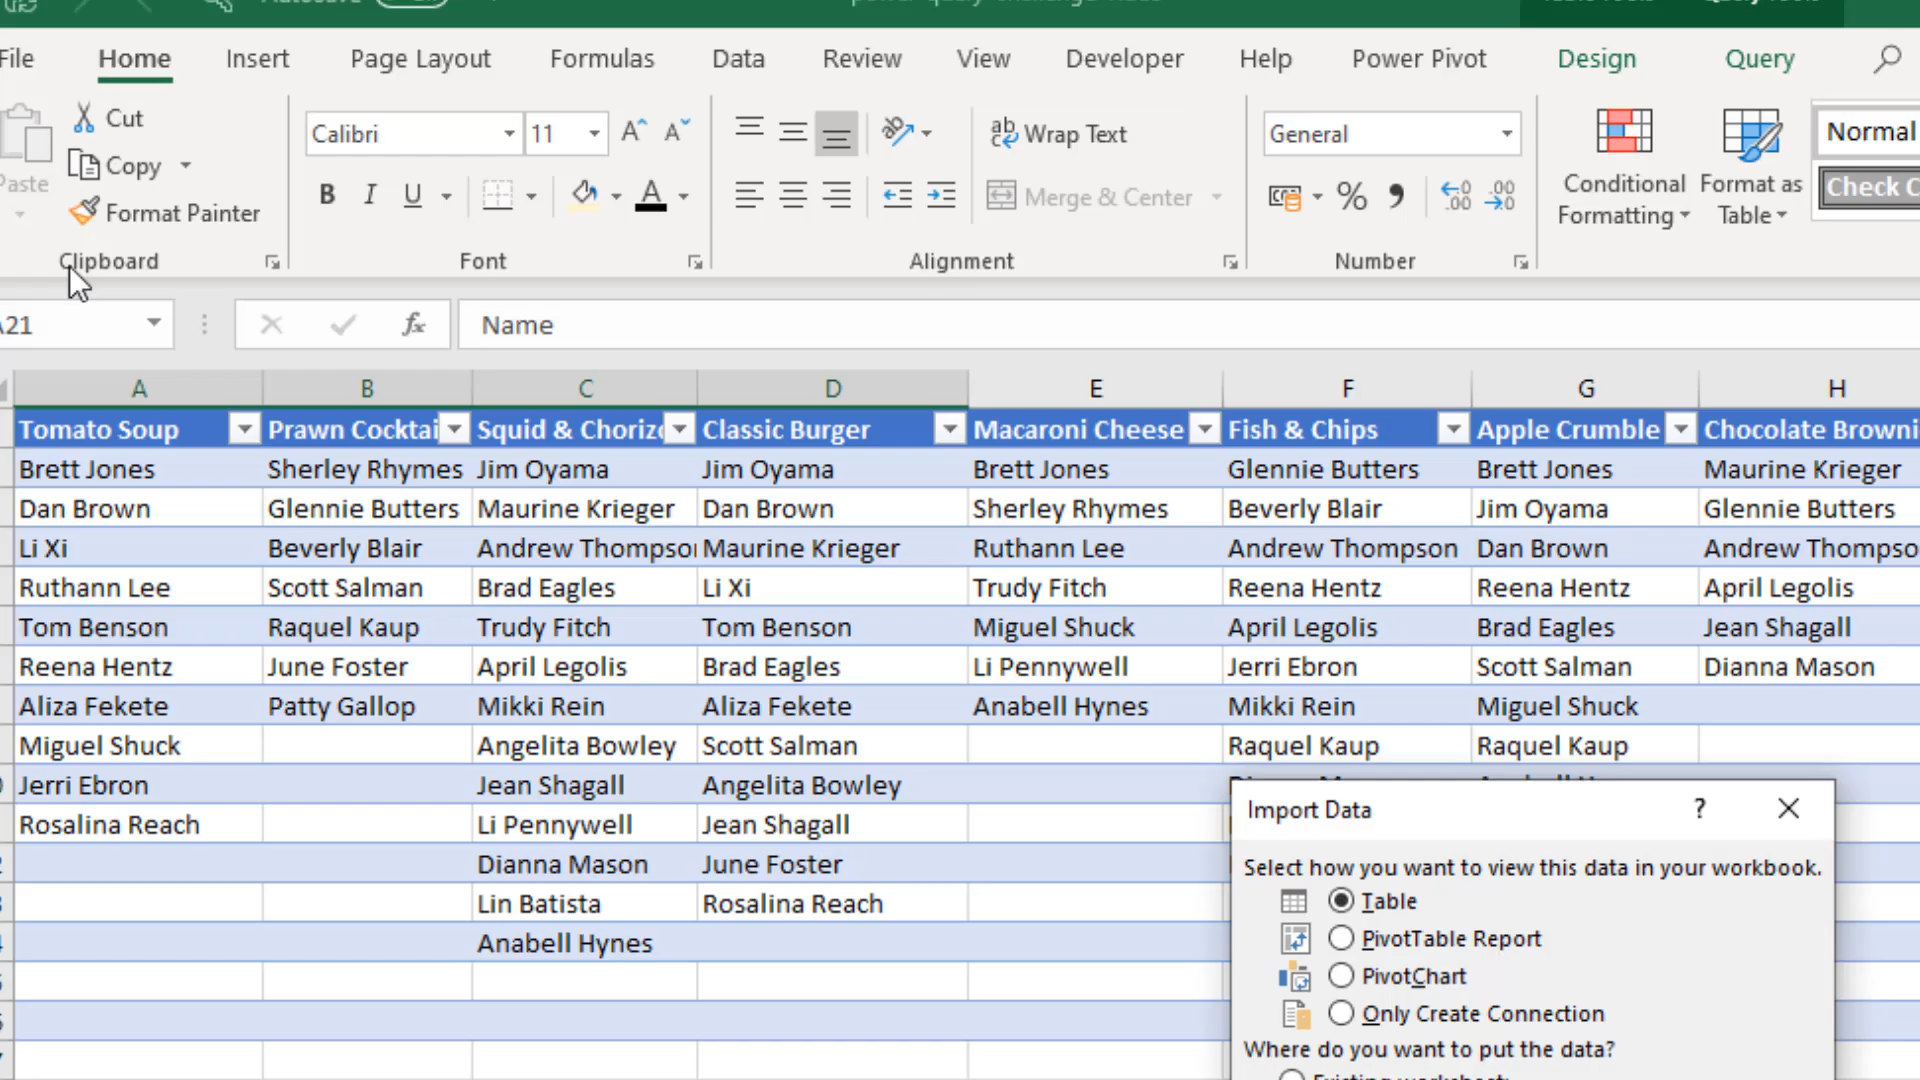 File Home Insert Page Layout Formulas Data Review View Developer Help Power Pivot Design Query
Cut
Copy
Format Painter
Paste
Clipboard
Calibri 11
B I U A
Font
Wrap Text
Merge & Center
Alignment
General
Number
Conditional Formatting
Format as Table
Normal
Check C
A21 fx Name
A B C D E F G H
Tomato Soup Prawn Cocktai Squid & Chorizo Classic Burger Macaroni Cheese Fish & Chips Apple Crumble Chocolate Browni
Brett Jones Sherley Rhymes Jim Oyama Jim Oyama Brett Jones Glennie Butters Brett Jones Maurine Krieger
Dan Brown Glennie Butters Maurine Krieger Dan Brown Sherley Rhymes Beverly Blair Jim Oyama Glennie Butters
Li Xi Beverly Blair Andrew Thompson Maurine Krieger Ruthann Lee Andrew Thompson Dan Brown Andrew Thompso
Ruthann Lee Scott Salman Brad Eagles Li Xi Trudy Fitch Reena Hentz Reena Hentz April Legolis
Tom Benson Raquel Kaup Trudy Fitch Tom Benson Miguel Shuck April Legolis Brad Eagles Jean Shagall
Reena Hentz June Foster April Legolis Brad Eagles Li Pennywell Jerri Ebron Scott Salman Dianna Mason
Aliza Fekete Patty Gallop Mikki Rein Aliza Fekete Anabell Hynes Mikki Rein Miguel Shuck
Miguel Shuck Angelita Bowley Scott Salman Raquel Kaup Raquel Kaup
Jerri Ebron Jean Shagall Angelita Bowley
Rosalina Reach Li Pennywell Jean Shagall
Dianna Mason June Foster
Lin Batista Rosalina Reach
Anabell Hynes
Import Data ?
Select how you want to view this data in your workbook.
Table
PivotTable Report
PivotChart
Only Create Connection
Where do you want to put the data?
Existing worksheet: